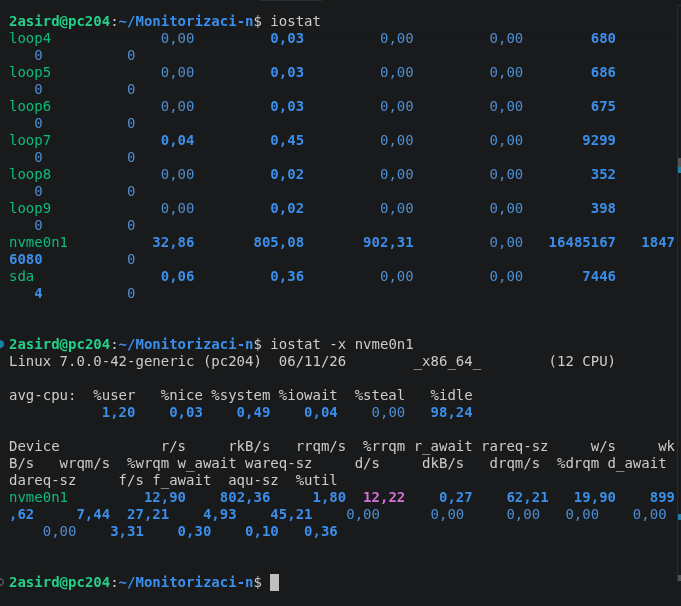 2asird@pc204:~/Monitorizaci-n$ iostat
loop4             0,00         0,03         0,00         0,00        680
   0          0
loop5             0,00         0,03         0,00         0,00        686
   0          0
loop6             0,00         0,03         0,00         0,00        675
   0          0
loop7             0,04         0,45         0,00         0,00       9299
   0          0
loop8             0,00         0,02         0,00         0,00        352
   0          0
loop9             0,00         0,02         0,00         0,00        398
   0          0
nvme0n1          32,86       805,08       902,31         0,00   16485167   1847
6080          0
sda               0,06         0,36         0,00         0,00       7446
   4          0
2asird@pc204:~/Monitorizaci-n$ iostat -x nvme0n1
Linux 7.0.0-42-generic (pc204)  06/11/26        _x86_64_        (12 CPU)
avg-cpu:  %user   %nice %system %iowait  %steal   %idle
           1,20    0,03    0,49    0,04    0,00   98,24
Device            r/s     rkB/s   rrqm/s  %rrqm r_await rareq-sz     w/s     wk
B/s   wrqm/s  %wrqm w_await wareq-sz     d/s     dkB/s   drqm/s  %drqm d_await
dareq-sz     f/s f_await  aqu-sz  %util
nvme0n1         12,90    802,36     1,80  12,22    0,27    62,21   19,90    899
,62     7,44  27,21    4,93    45,21    0,00      0,00     0,00   0,00    0,00
    0,00    3,31    0,30    0,10   0,36
2asird@pc204:~/Monitorizaci-n$